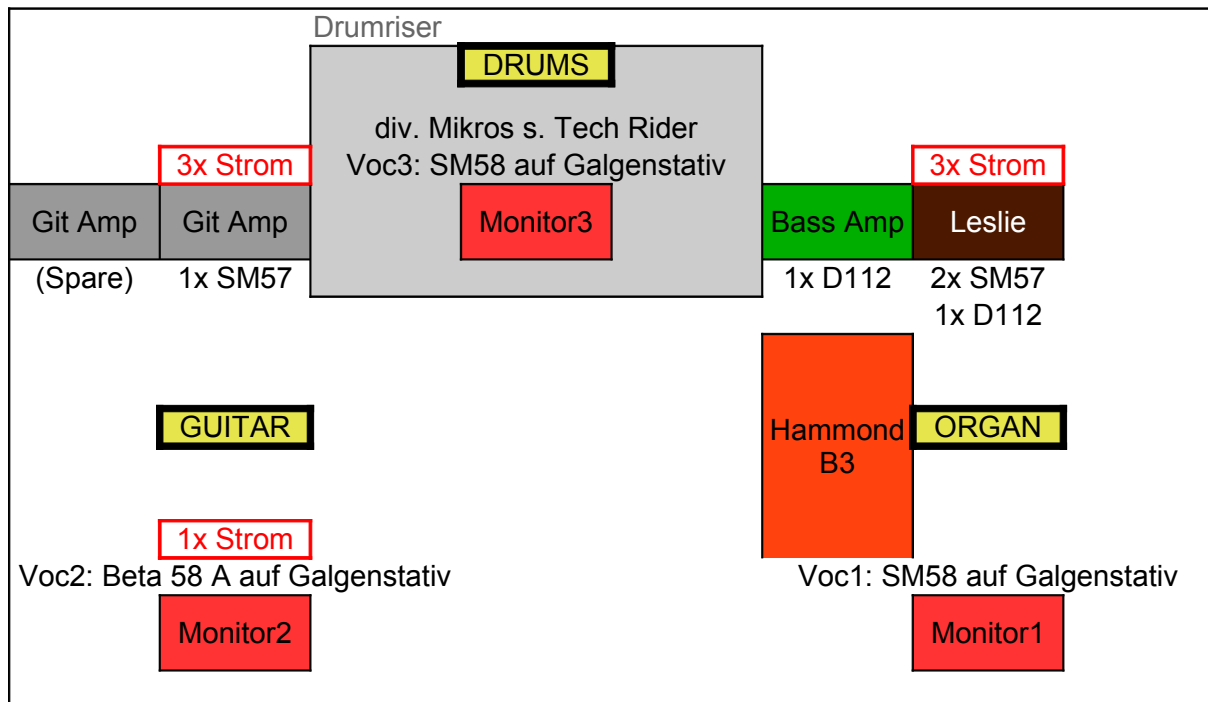 Drumriser
DRUMS
div. Mikros s. Tech Rider
Voc3: SM58 auf Galgenstativ
3x Strom
3x Strom
Git Amp
Git Amp
Monitor3
Bass Amp
Leslie
(Spare)
1x SM57
1x D112
2x SM57
1x D112
GUITAR
Hammond
B3
ORGAN
1x Strom
Voc2: Beta 58 A auf Galgenstativ
Voc1: SM58 auf Galgenstativ
Monitor2
Monitor1